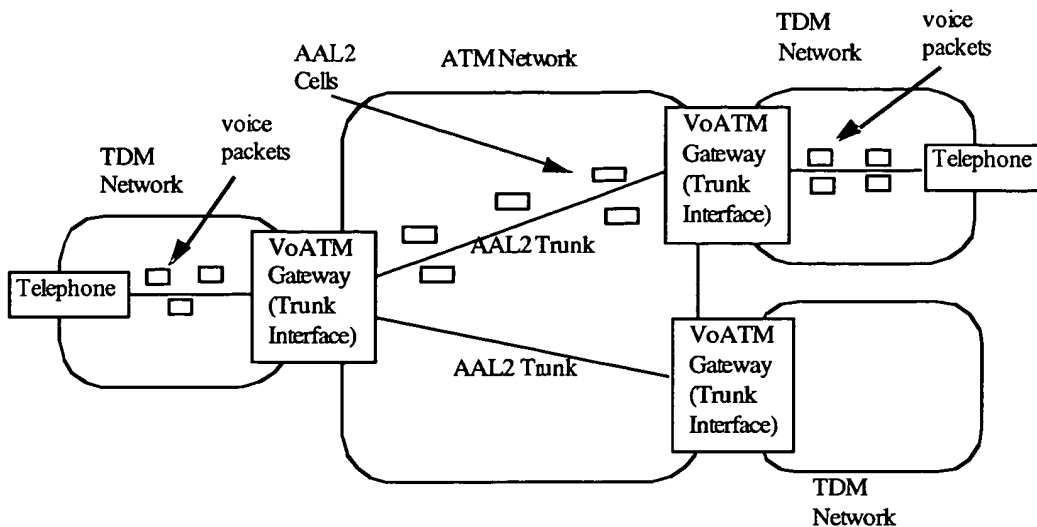 TDM
Network
voice
packets
AAL2
Cells
ATM Network
VoATM
Gateway
(Trunk
Interface)
Telephone
voice
packets
TDM
Network
AAL2 Trunk
VoATM
Gateway
(Trunk
Interface)
Telephone
AAL2 Trunk
VoATM
Gateway
(Trunk
Interface)
TDM
Network